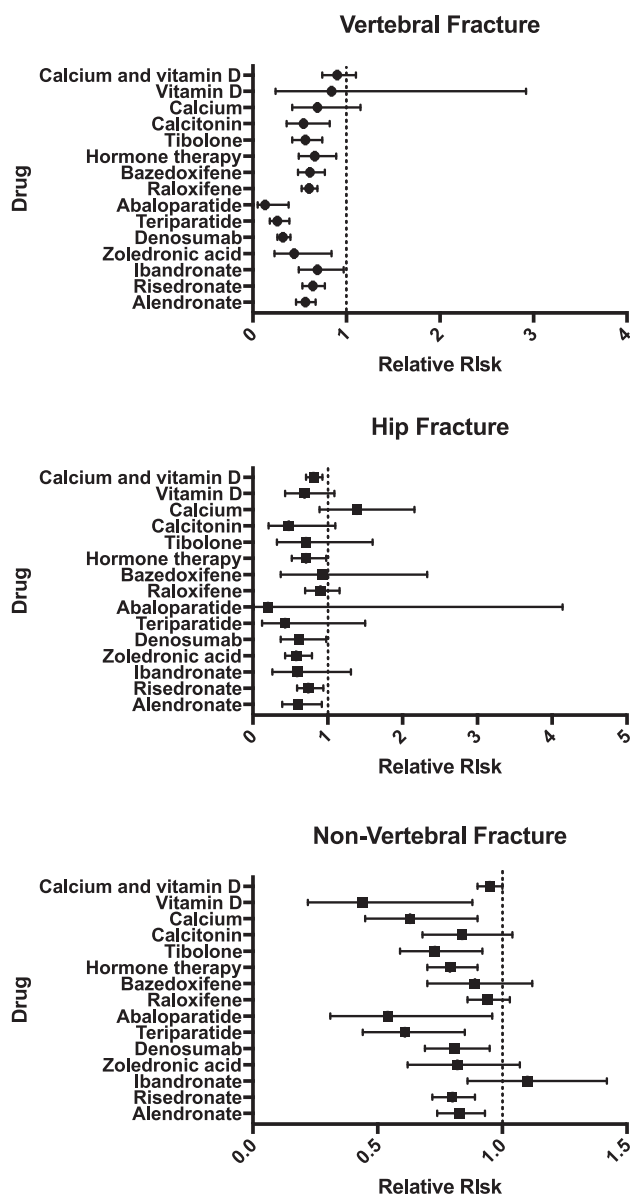 Vertebral Fracture
Calcium and vitamin D
Vitamin D
Calcium
Calcitonin
Tibolone
Hormone therapy
Bazedoxifene
Raloxifene
Abaloparatide
Teriparatide
Denosumab
Zoledronic acid
Ibandronate
Risedronate
Alendronate
Drug
0 1 2 3 4
Relative RIsk
Hip Fracture
Calcium and vitamin D
Vitamin D
Calcium
Calcitonin
Tibolone
Hormone therapy
Bazedoxifene
Raloxifene
Abaloparatide
Teriparatide
Denosumab
Zoledronic acid
Ibandronate
Risedronate
Alendronate
Drug
0 1 2 3 4 5
Relative RIsk
Non-Vertebral Fracture
Calcium and vitamin D
Vitamin D
Calcium
Calcitonin
Tibolone
Hormone therapy
Bazedoxifene
Raloxifene
Abaloparatide
Teriparatide
Denosumab
Zoledronic acid
Ibandronate
Risedronate
Alendronate
Drug
0.0 0.5 1.0 1.5
Relative RIsk